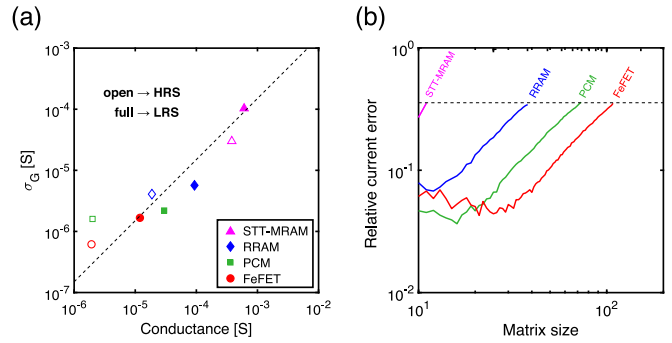 (a)
10^-3
10^-4
10^-5
10^-6
10^-7
σ_G [S]
open → HRS
full → LRS
STT-MRAM
RRAM
PCM
FeFET
10^-6
10^-5
10^-4
10^-3
10^-2
Conductance [S]
(b)
10^0
10^-1
10^-2
Relative current error
STT-MRAM
RRAM
PCM
FeFET
10^1
10^2
Matrix size